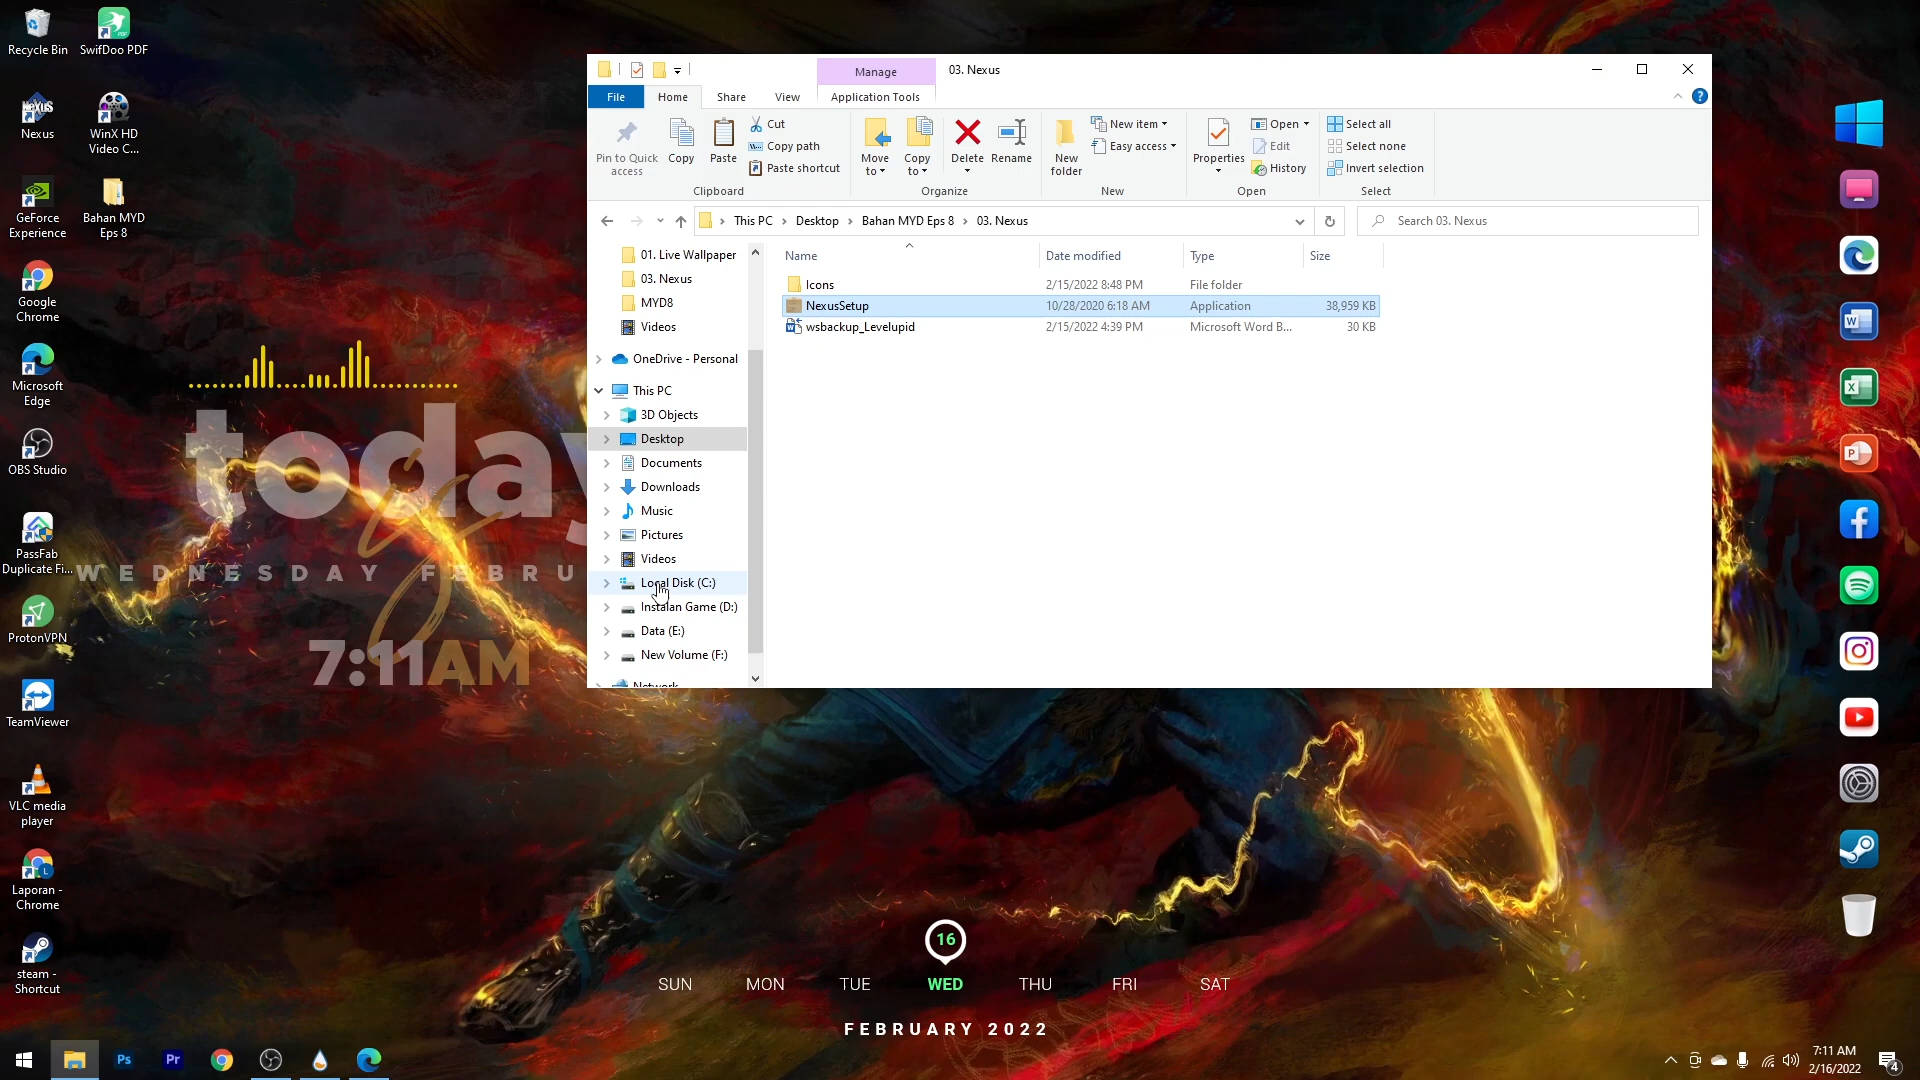 Recycle Bin
SwifDoo PDF
Nexus
WinX HD
Video C...
GeForce
Experience
Bahan MYD
Eps 8
Google
Chrome
Microsoft
Edge
OBS Studio
PassFab
Duplicate Fi...
ProtonVPN
TeamViewer
VLC media
player
Laporan -
Chrome
steam -
Shortcut
today
WEDNESDAY FEBRU
7:11AM
Manage
03. Nexus
File
Home
Share
View
Application Tools
Pin to Quick
access
Copy
Paste
Cut
Copy path
Paste shortcut
Clipboard
Move
to
Copy
to
Delete
Rename
Organize
New
folder
New item
Easy access
New
Properties
Open
Edit
History
Open
Select all
Select none
Invert selection
Select
This PC
Desktop
Bahan MYD Eps 8
03. Nexus
Search 03. Nexus
01. Live Wallpaper
03. Nexus
MYD8
Videos
OneDrive - Personal
This PC
3D Objects
Desktop
Documents
Downloads
Music
Pictures
Videos
Local Disk (C:)
Instalan Game (D:)
Data (E:)
New Volume (F:)
Network
Name
Date modified
Type
Size
Icons
2/15/2022 8:48 PM
File folder
NexusSetup
10/28/2020 6:18 AM
Application
38,959 KB
wsbackup_Levelupid
2/15/2022 4:39 PM
Microsoft Word B...
30 KB
16
SUN
MON
TUE
WED
THU
FRI
SAT
FEBRUARY 2022
Ps
Pr
7:11 AM
2/16/2022
4